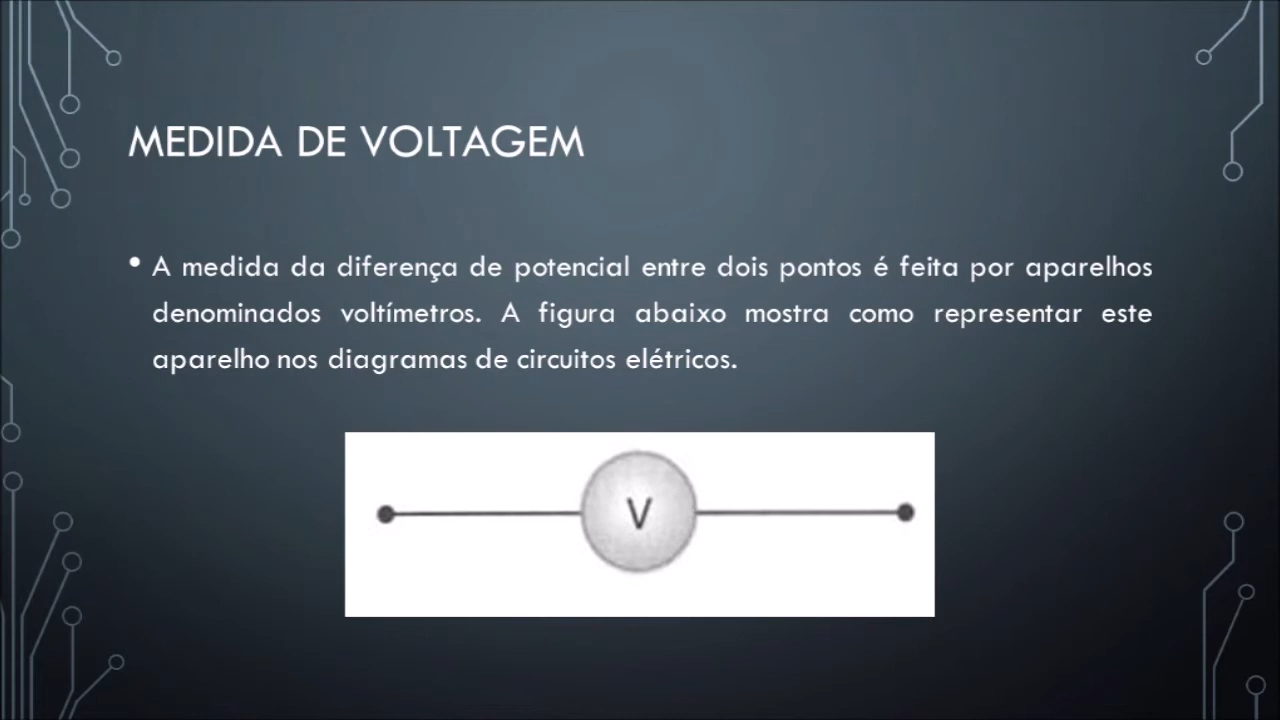 MEDIDA DE VOLTAGEM
• A medida da diferença de potencial entre dois pontos é feita por aparelhos
denominados voltímetros. A figura abaixo mostra como representar este
aparelho nos diagramas de circuitos elétricos.
V